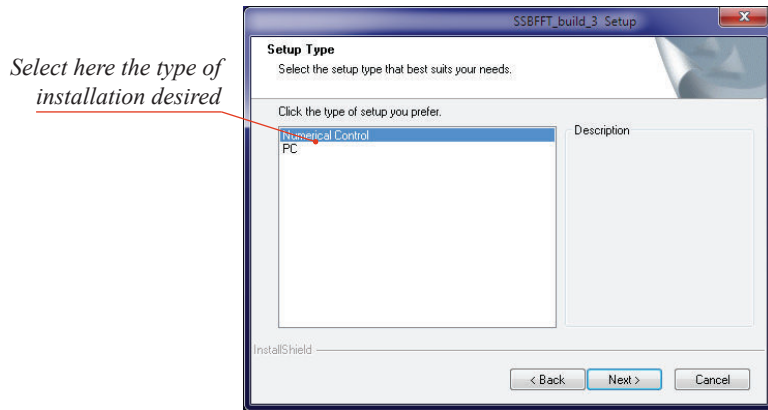 SSBFFT_build_3 Setup
Setup Type
Select the setup type that best suits your needs.
Select here the type of
installation desired
Click the type of setup you prefer.
Numerical Control
PC
Description
InstallShield
< Back
Next >
Cancel